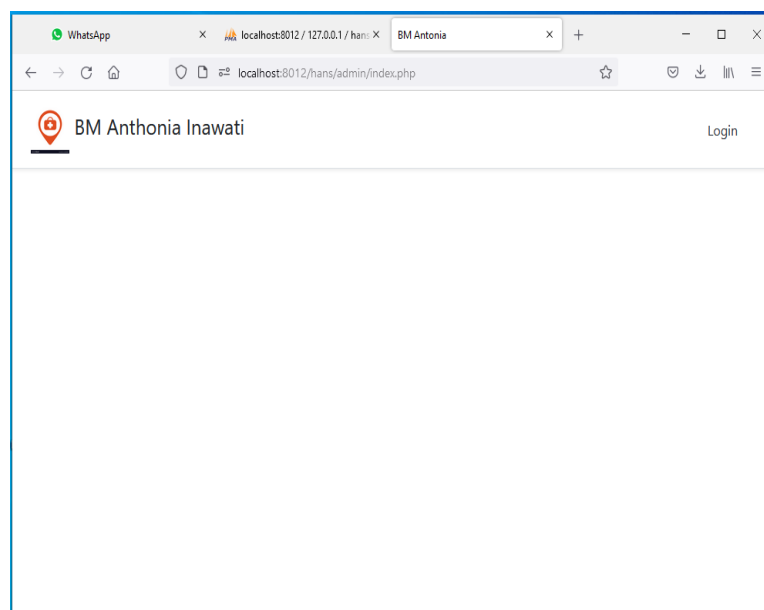 WhatsApp
localhost:8012 / 127.0.0.1 / hans
BM Antonia
localhost:8012/hans/admin/index.php
BM Anthonia Inawati
Login